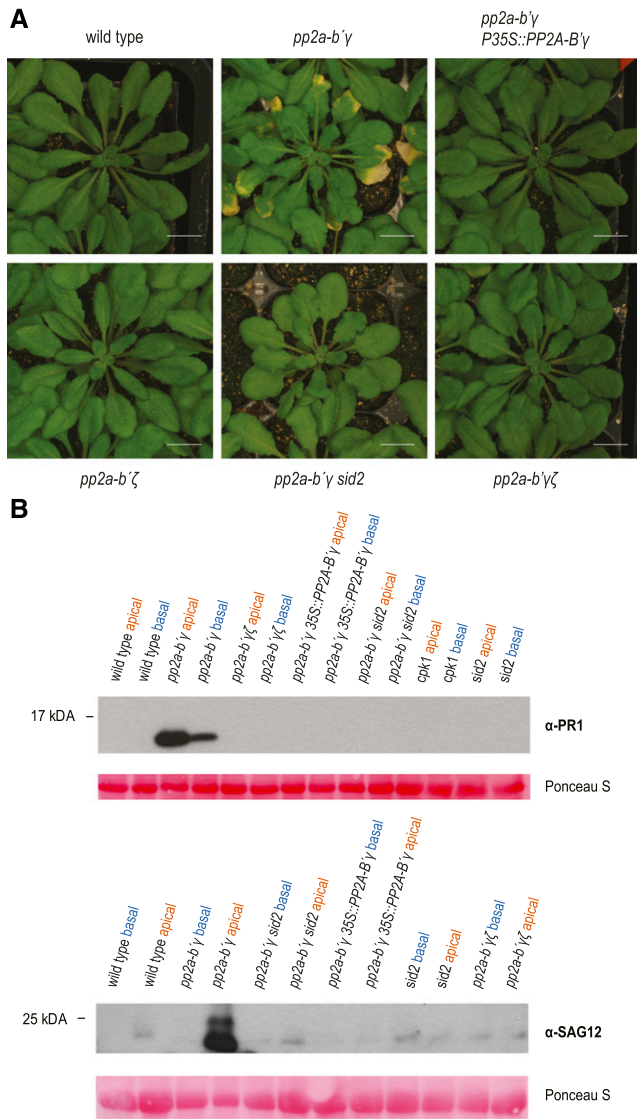 A
wild type
pp2a-b´γ
pp2a-b'γ
P35S::PP2A-B'γ
pp2a-b´ζ
pp2a-b´γ sid2
pp2a-b'γζ
B
wild type apical
wild type basal
pp2a-b´γ apical
pp2a-b´γ basal
pp2a-b´γζ apical
pp2a-b´γζ basal
pp2a-b´γ 35S::PP2A-B´γ apical
pp2a-b´γ 35S::PP2A-B´γ basal
pp2a-b´γ sid2 apical
pp2a-b´γ sid2 basal
cpk1 apical
cpk1 basal
sid2 apical
sid2 basal
17 kDA –
α-PR1
Ponceau S
wild type basal
wild type apical
pp2a-b´γ basal
pp2a-b´γ apical
pp2a-b´γ sid2 basal
pp2a-b´γ sid2 apical
pp2a-b´γ 35S::PP2A-B´γ basal
pp2a-b´γ 35S::PP2A-B´γ apical
sid2 basal
sid2 apical
pp2a-b´γζ basal
pp2a-b´γζ apical
25 kDA –
α-SAG12
Ponceau S